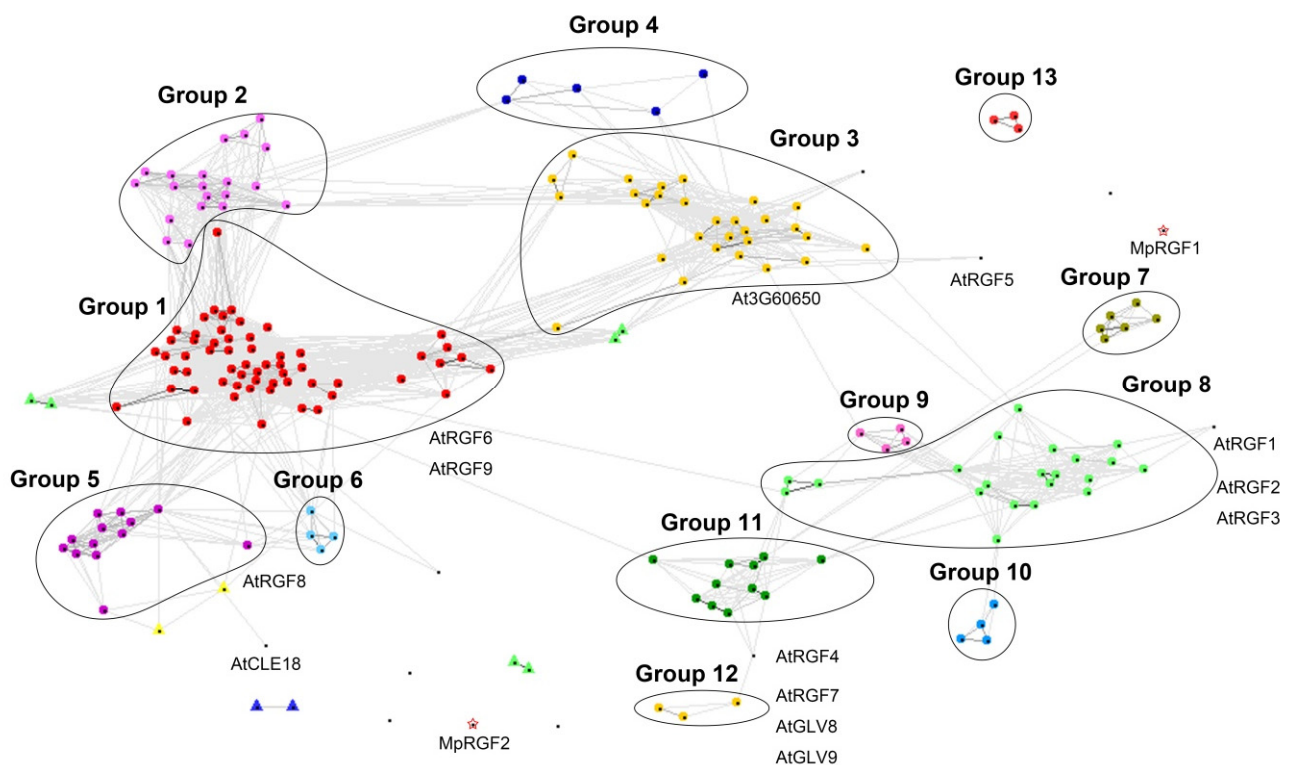 Group 4
Group 13
Group 2
Group 3
MpRGF1
AtRGF5
Group 7
At3G60650
Group 1
Group 8
Group 9
AtRGF6
AtRGF1
AtRGF9
Group 5
Group 6
AtRGF2
AtRGF3
Group 11
Group 10
AtRGF8
AtCLE18
AtRGF4
Group 12
AtRGF7
AtGLV8
MpRGF2
AtGLV9